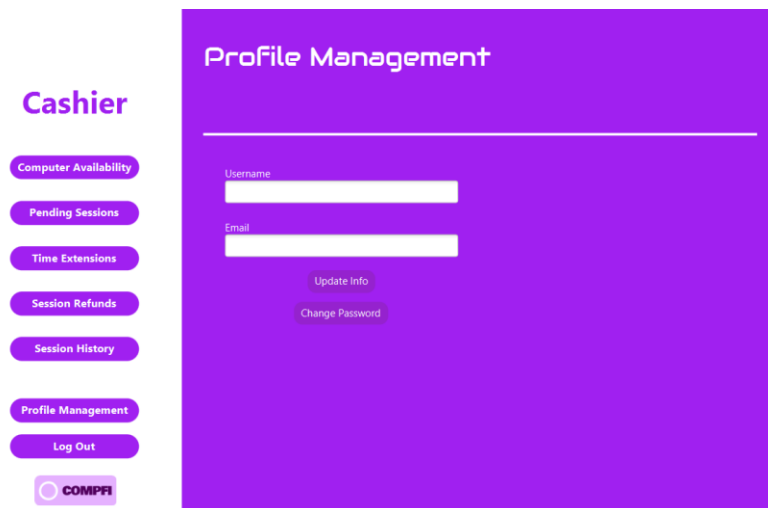 Cashier
Computer Availability
Pending Sessions
Time Extensions
Session Refunds
Session History
Profile Management
Log Out
COMPFI
Profile Management
Username
Email
Update Info
Change Password